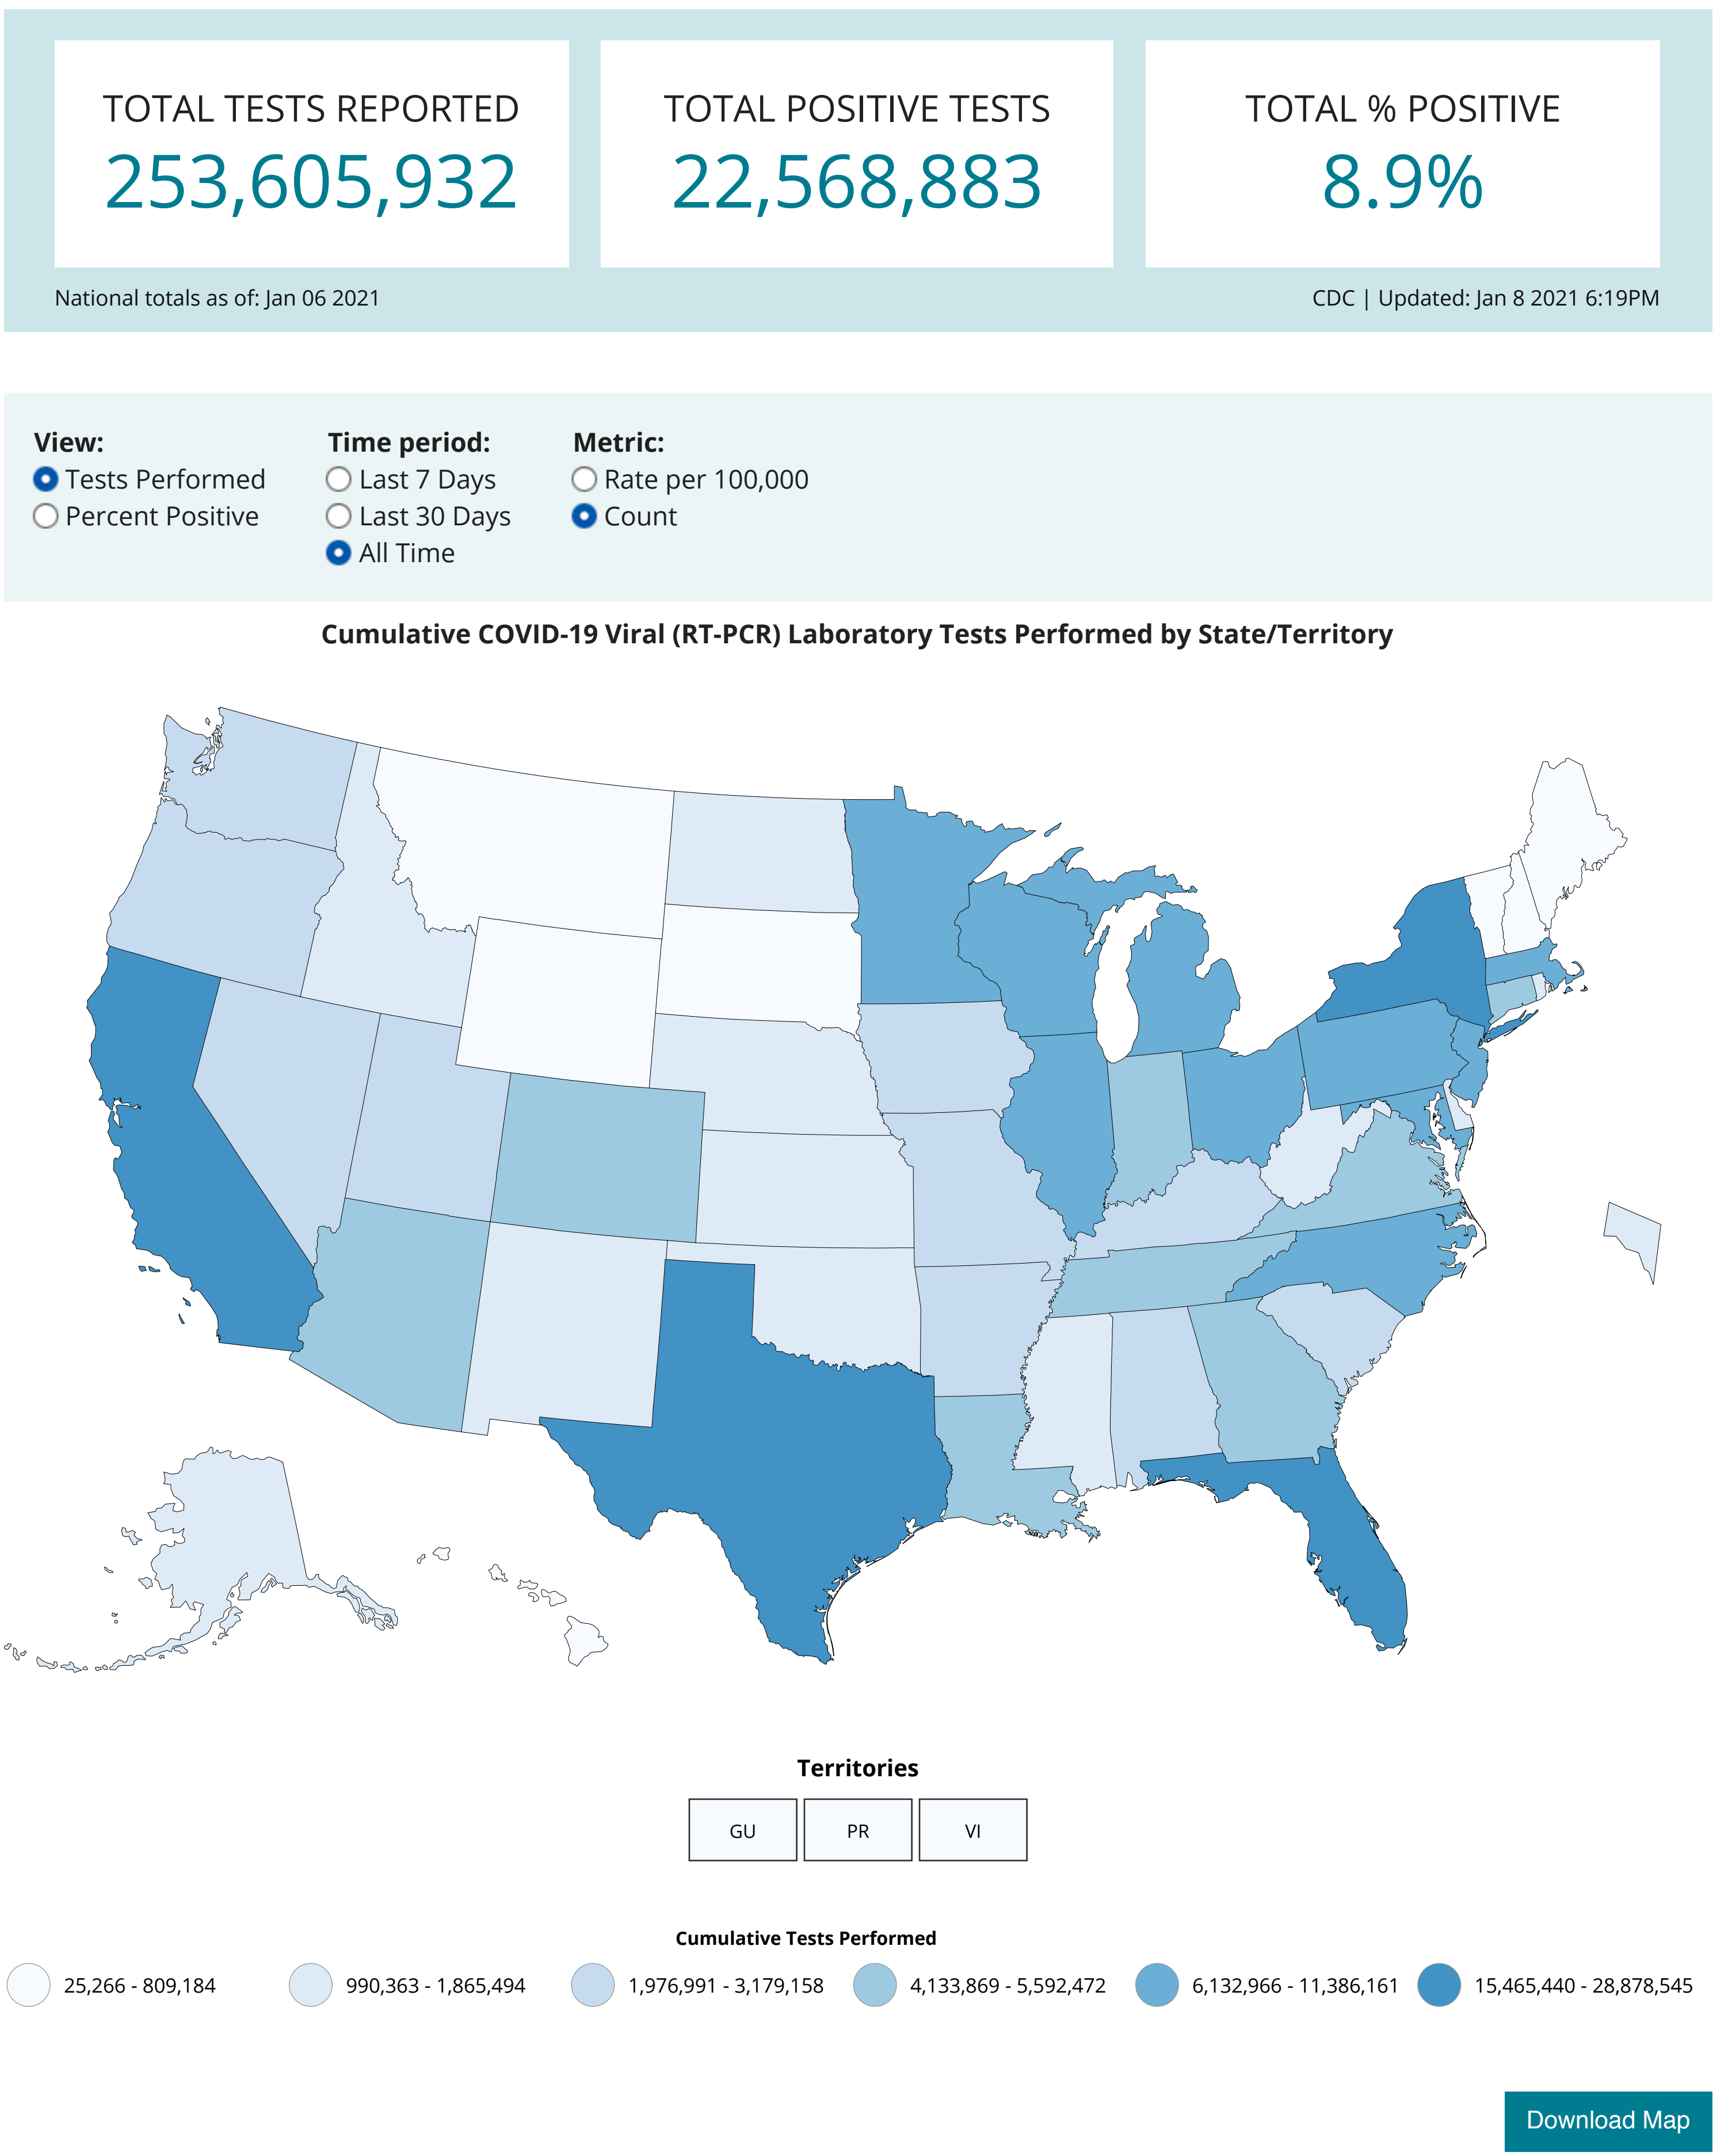 TOTAL TESTS REPORTED
253,605,932
TOTAL POSITIVE TESTS
22,568,883
TOTAL % POSITIVE
8.9%
National totals as of: Jan 06 2021
CDC | Updated: Jan 8 2021 6:19PM
View:
Tests Performed
Percent Positive
Time period:
Last 7 Days
Last 30 Days
All Time
Metric:
Rate per 100,000
Count
Cumulative COVID-19 Viral (RT-PCR) Laboratory Tests Performed by State/Territory
Territories
GU
PR
VI
Cumulative Tests Performed
25,266 - 809,184
990,363 - 1,865,494
1,976,991 - 3,179,158
4,133,869 - 5,592,472
6,132,966 - 11,386,161
15,465,440 - 28,878,545
Download Map